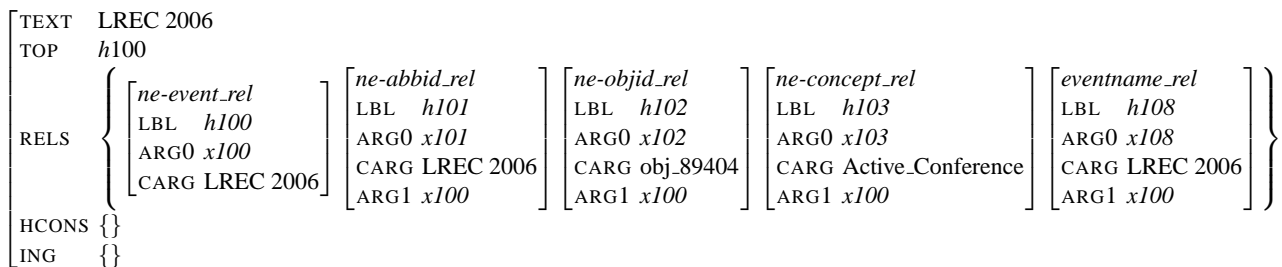 TEXT LREC 2006
TOP h100
ne-event_rel ne-abbid_rel ne-objid_rel ne-concept_rel eventname_rel
LBL h100 LBL h101 LBL h102 LBL h103 LBL h108
RELS ARG0 x100 ARG0 x101 ARG0 x102 ARG0 x103 ARG0 x108
CARG LREC 2006 CARG LREC 2006 CARG obj_89404 CARG Active_Conference CARG LREC 2006
ARG1 x100 ARG1 x100 ARG1 x100 ARG1 x100
HCONS {}
ING {}